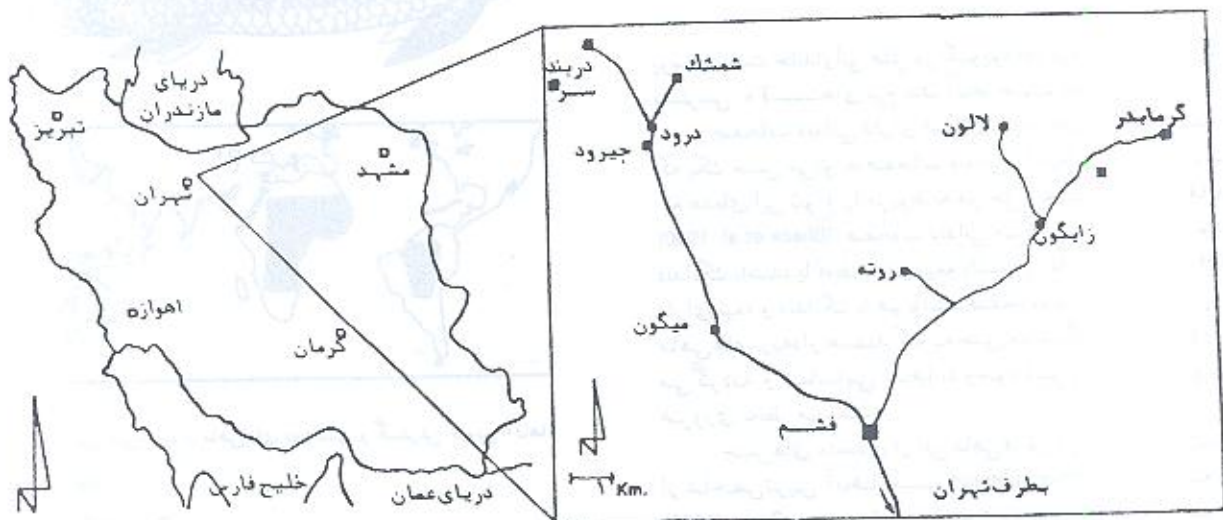 دریای
مازندران
تبریز
تهران
مشهد
اهواز
کرمان
خلیج فارس
دریای عمان
دربند
سر
شمشک
درود
جیرود
لالون
گرمابدر
زایگون
روته
میگون
فشم
بطرف تهران
۱ Km.